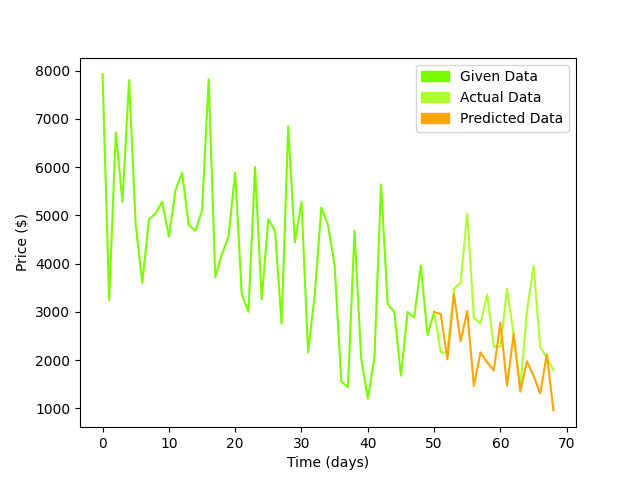 Given Data
Actual Data
Predicted Data
Price ($)
8000
7000
6000
5000
4000
3000
2000
1000
0 10 20 30 40 50 60 70
Time (days)